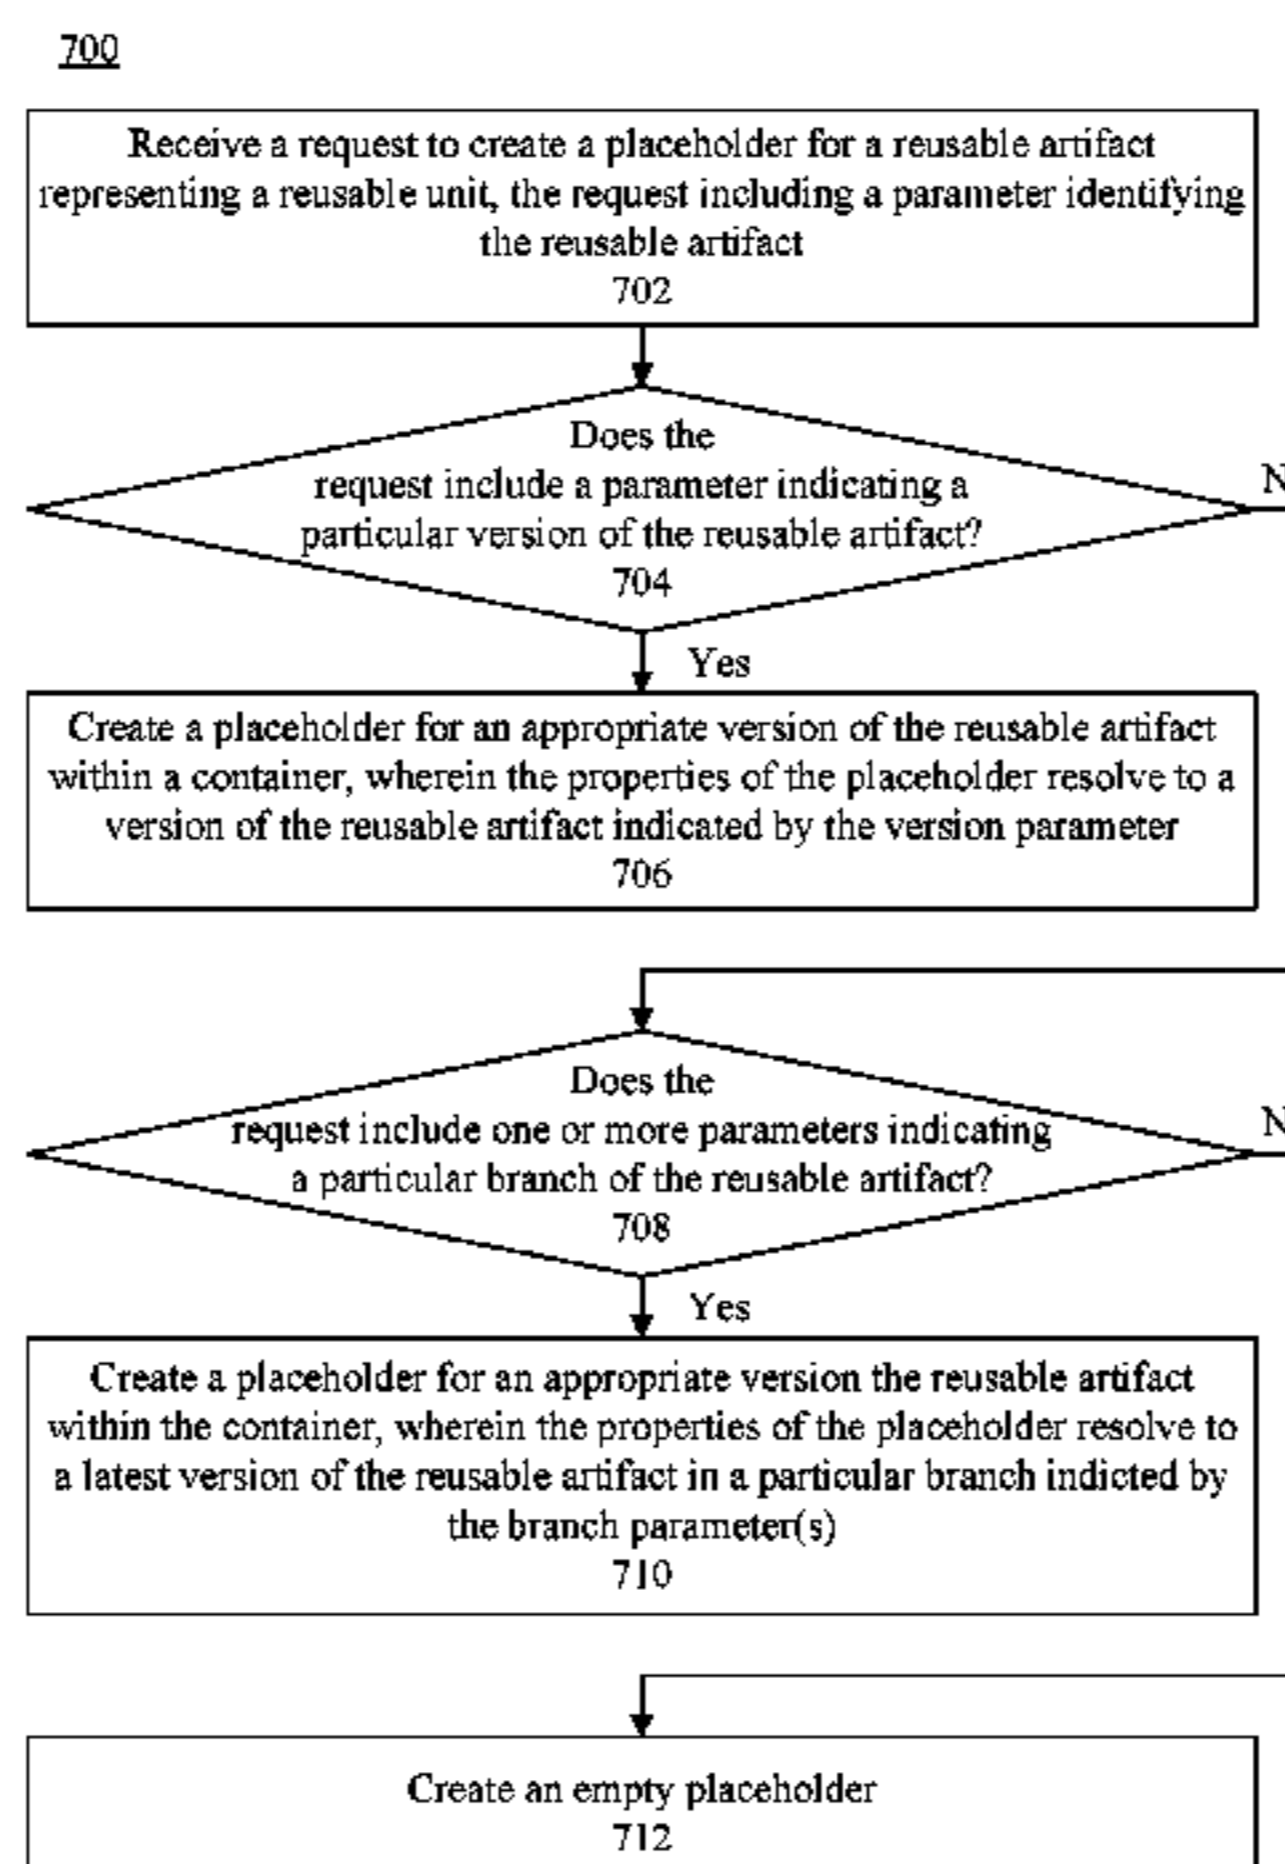 700
Receive a request to create a placeholder for a reusable artifact
representing a reusable unit, the request including a parameter identifying
the reusable artifact
702
Does the
request include a parameter indicating a
particular version of the reusable artifact?
704
N
Yes
Create a placeholder for an appropriate version of the reusable artifact
within a container, wherein the properties of the placeholder resolve to a
version of the reusable artifact indicated by the version parameter
706
Does the
request include one or more parameters indicating
a particular branch of the reusable artifact?
708
N
Yes
Create a placeholder for an appropriate version the reusable artifact
within the container, wherein the properties of the placeholder resolve to
a latest version of the reusable artifact in a particular branch indicted by
the branch parameter(s)
710
Create an empty placeholder
712